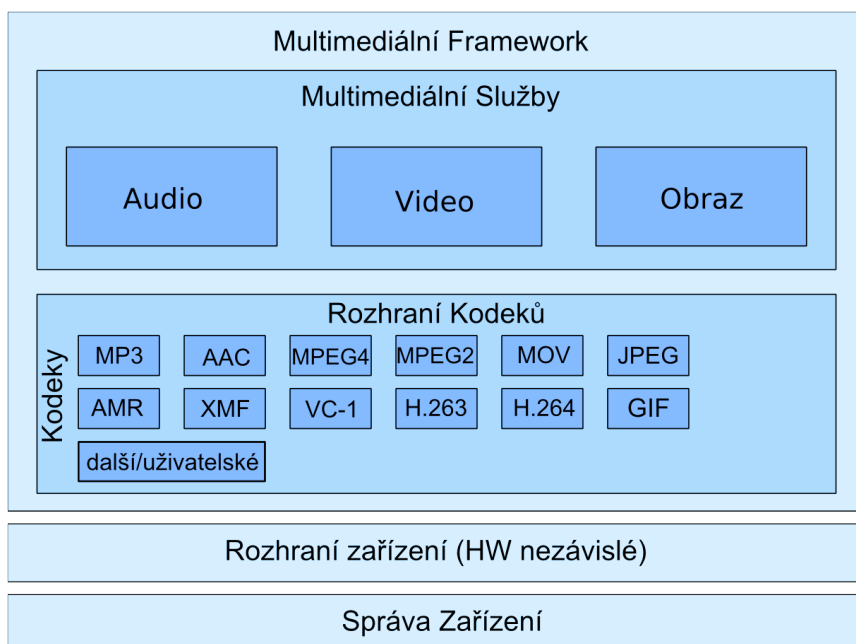 Multimediální Framework
Multimediální Služby
Audio
Video
Obraz
Rozhraní Kodeků
Kodeky
MP3 AAC MPEG4 MPEG2 MOV JPEG
AMR XMF VC-1 H.263 H.264 GIF
další/uživatelské
Rozhraní zařízení (HW nezávislé)
Správa Zařízení